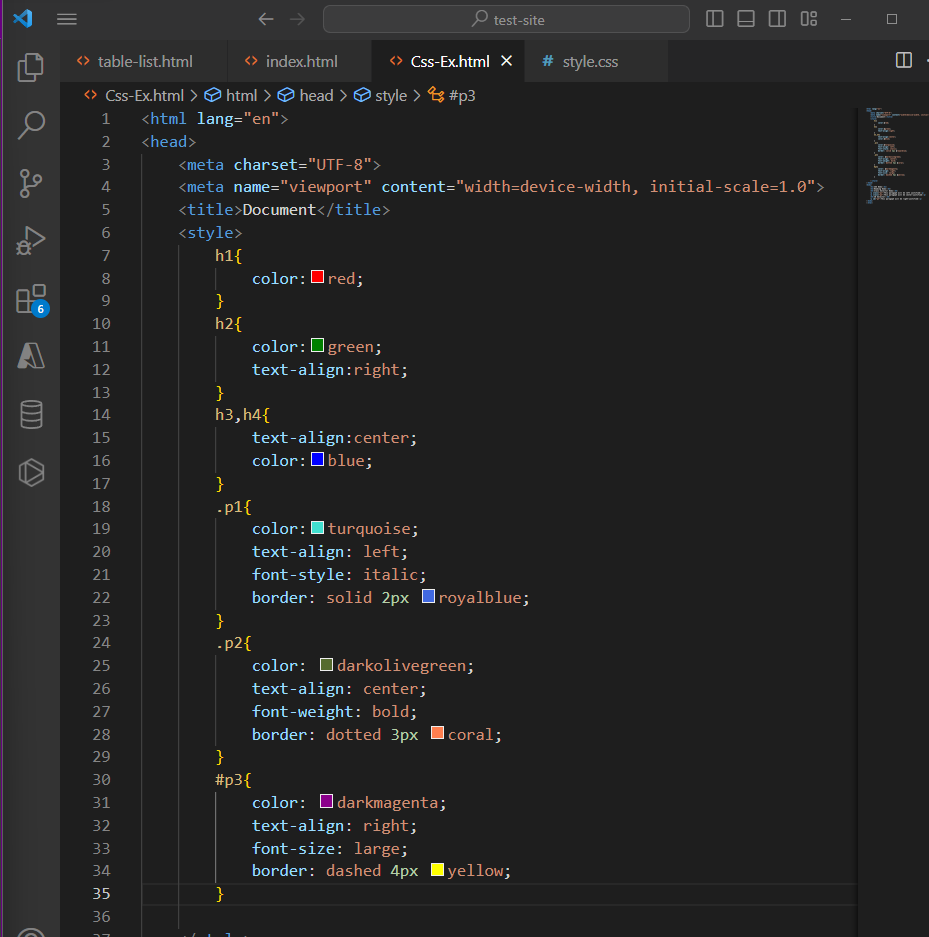 test-site
table-list.html
index.html
Css-Ex.html
style.css
Css-Ex.html > html > head > style > #p3
6
1 <html lang="en">
2 <head>
3 <meta charset="UTF-8">
4 <meta name="viewport" content="width=device-width, initial-scale=1.0">
5 <title>Document</title>
6 <style>
7 h1{
8 color:red;
9 }
10 h2{
11 color:green;
12 text-align:right;
13 }
14 h3,h4{
15 text-align:center;
16 color:blue;
17 }
18 .p1{
19 color:turquoise;
20 text-align: left;
21 font-style: italic;
22 border: solid 2px royalblue;
23 }
24 .p2{
25 color: darkolivegreen;
26 text-align: center;
27 font-weight: bold;
28 border: dotted 3px coral;
29 }
30 #p3{
31 color: darkmagenta;
32 text-align: right;
33 font-size: large;
34 border: dashed 4px yellow;
35 }
36